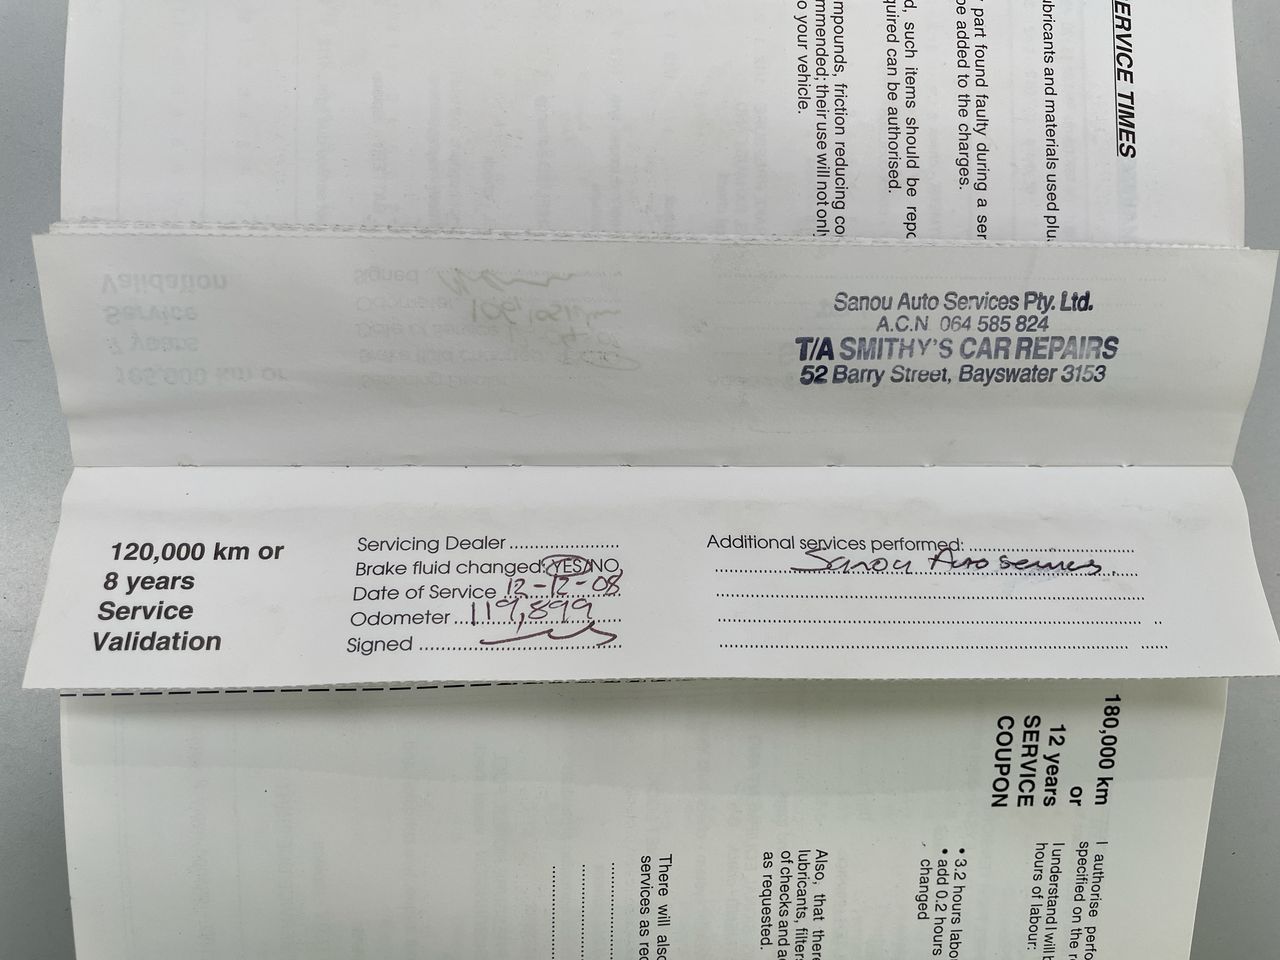 ERVICE TIMES
ubricants and materials used plu
part found faulty during a ser
be added to the charges.
d, such items should be repo
quired can be authorised.
mpounds, friction reducing co
mmended; their use will not onl
o your vehicle.
Sanou Auto Services Pty. Ltd.
A.C.N 064 585 824
T/A SMITHY'S CAR REPAIRS
52 Barry Street, Bayswater 3153
120,000 km or
8 years
Service
Validation
Servicing Dealer
Brake fluid changed: YES/NO
Date of Service 12-12-08
Odometer 119,899
Signed
Additional services performed:
Sanou Auto services.
180,000 km
or
12 years
SERVICE
COUPON
I authorise perfo
specified on the r
I understand I will b
hours of labour:
• 3.2 hours labo
• add 0.2 hours
changed
Also, that there
lubricants, filters
of checks and a
as requested.
There will also
services as rec